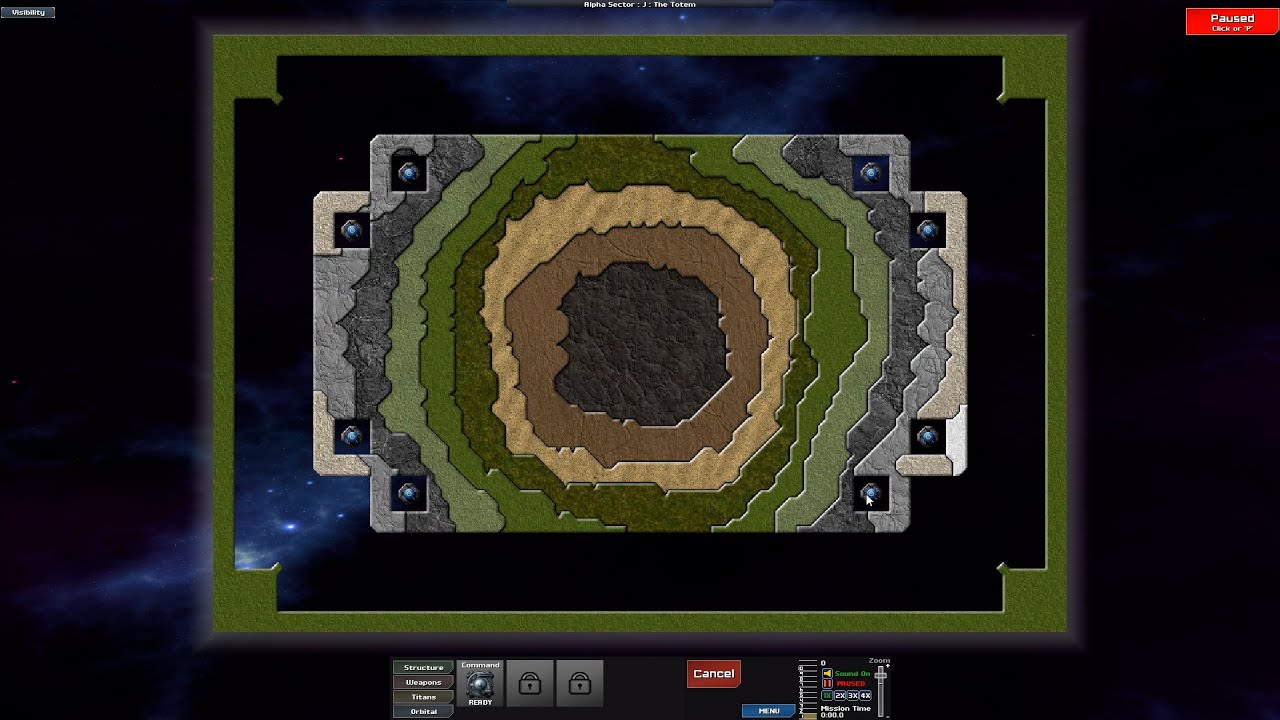 Visibility
Alpha Sector : J : The Totem
Paused
Click or "P"
Structure
Weapons
Titans
Orbital
Command
READY
Cancel
MENU
0
Sound On
PAUSED
1X 2X 3X 4X
Mission Time
0:00.0
Zoom
+
-